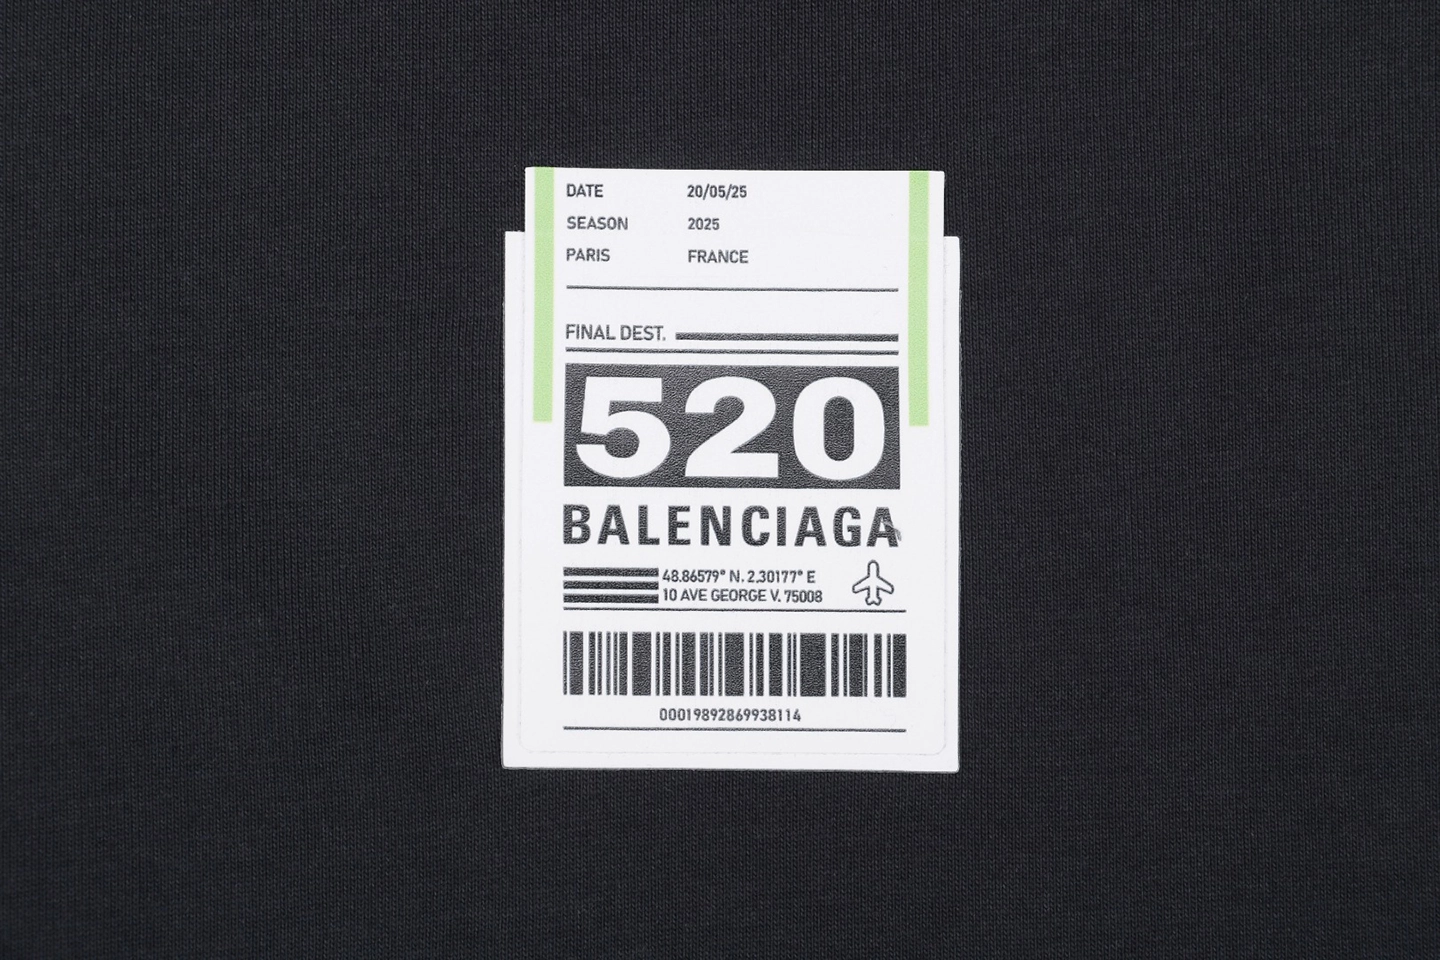 DATE 20/05/25
SEASON 2025
PARIS FRANCE
FINAL DEST.
520
BALENCIAGA
48.86579° N. 2.30177° E
10 AVE GEORGE V. 75008
00019892869938114